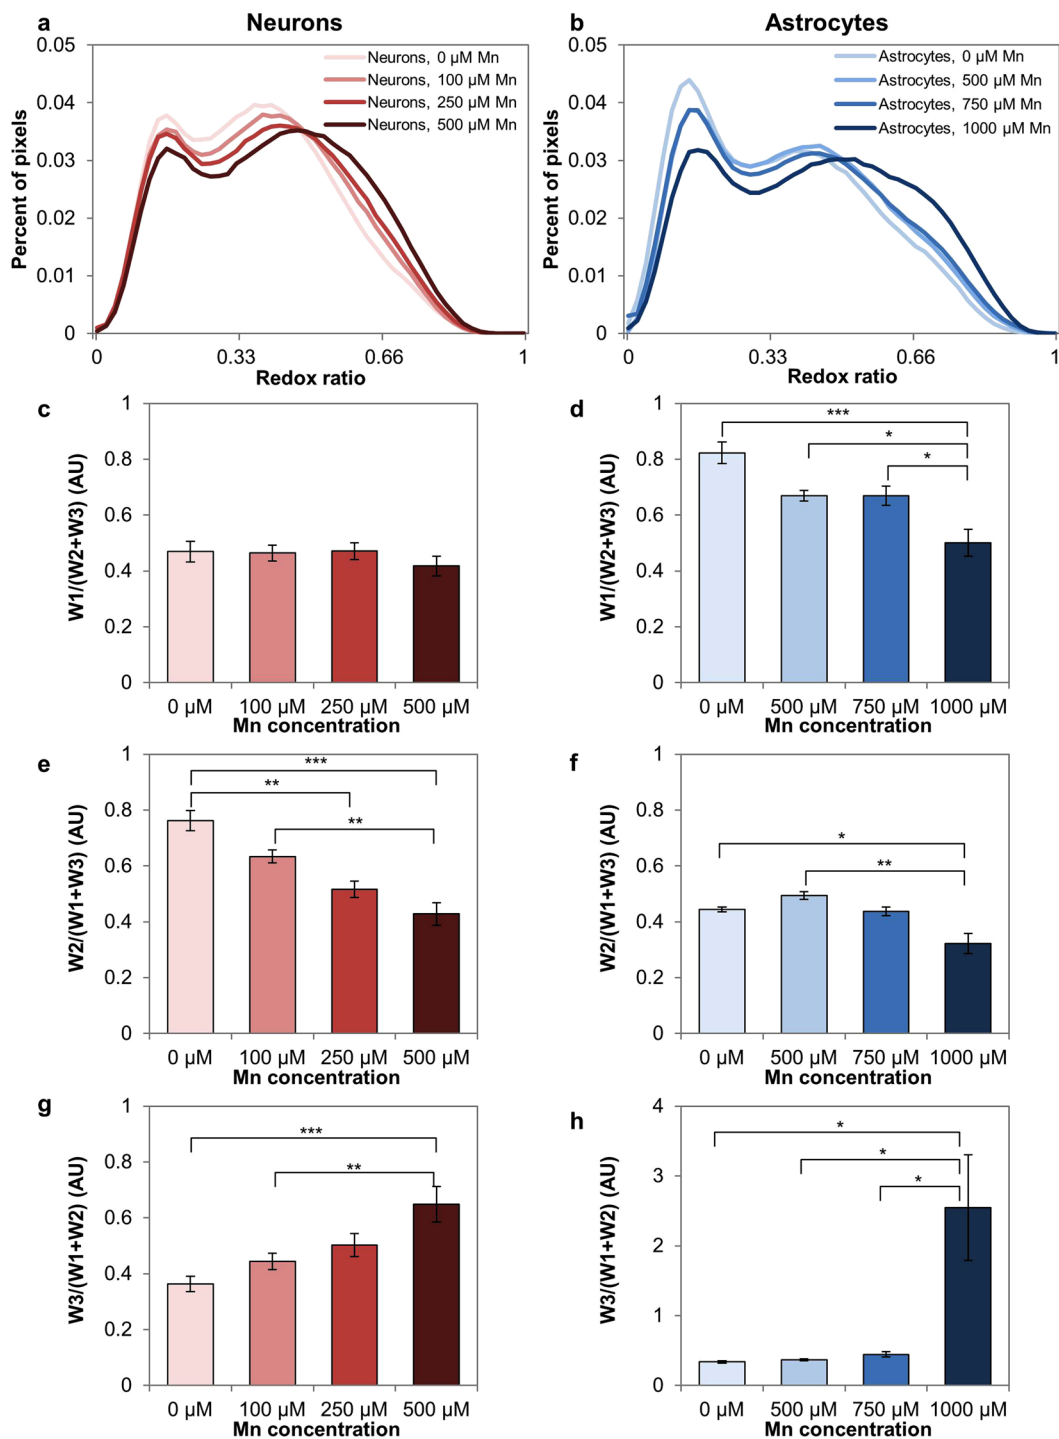 a Neurons
0.05
0.04
0.03
0.02
0.01
0
Percent of pixels
Neurons, 0 µM Mn
Neurons, 100 µM Mn
Neurons, 250 µM Mn
Neurons, 500 µM Mn
0 0.33 0.66 1
Redox ratio
b Astrocytes
0.05
0.04
0.03
0.02
0.01
0
Percent of pixels
Astrocytes, 0 µM Mn
Astrocytes, 500 µM Mn
Astrocytes, 750 µM Mn
Astrocytes, 1000 µM Mn
0 0.33 0.66 1
Redox ratio
c
1
0.8
0.6
0.4
0.2
0
W1/(W2+W3) (AU)
0 µM 100 µM 250 µM 500 µM
Mn concentration
d
1
0.8
0.6
0.4
0.2
0
W1/(W2+W3) (AU)
***
*
*
0 µM 500 µM 750 µM 1000 µM
Mn concentration
e
1
0.8
0.6
0.4
0.2
0
W2/(W1+W3) (AU)
***
**
**
0 µM 100 µM 250 µM 500 µM
Mn concentration
f
1
0.8
0.6
0.4
0.2
0
W2/(W1+W3) (AU)
*
**
0 µM 500 µM 750 µM 1000 µM
Mn concentration
g
1
0.8
0.6
0.4
0.2
0
W3/(W1+W2) (AU)
***
**
0 µM 100 µM 250 µM 500 µM
Mn concentration
h
4
3
2
1
0
W3/(W1+W2) (AU)
*
*
*
0 µM 500 µM 750 µM 1000 µM
Mn concentration